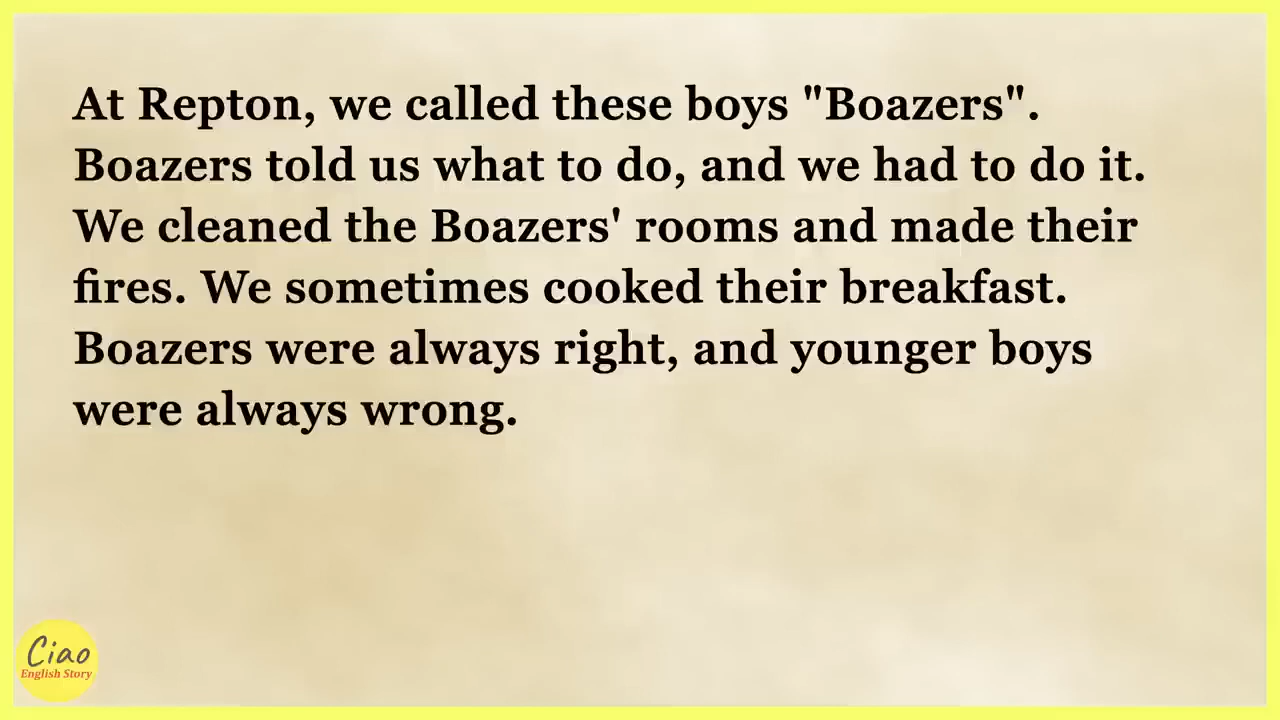 At Repton, we called these boys "Boazers".
Boazers told us what to do, and we had to do it.
We cleaned the Boazers' rooms and made their
fires. We sometimes cooked their breakfast.
Boazers were always right, and younger boys
were always wrong.
Ciao
English Story